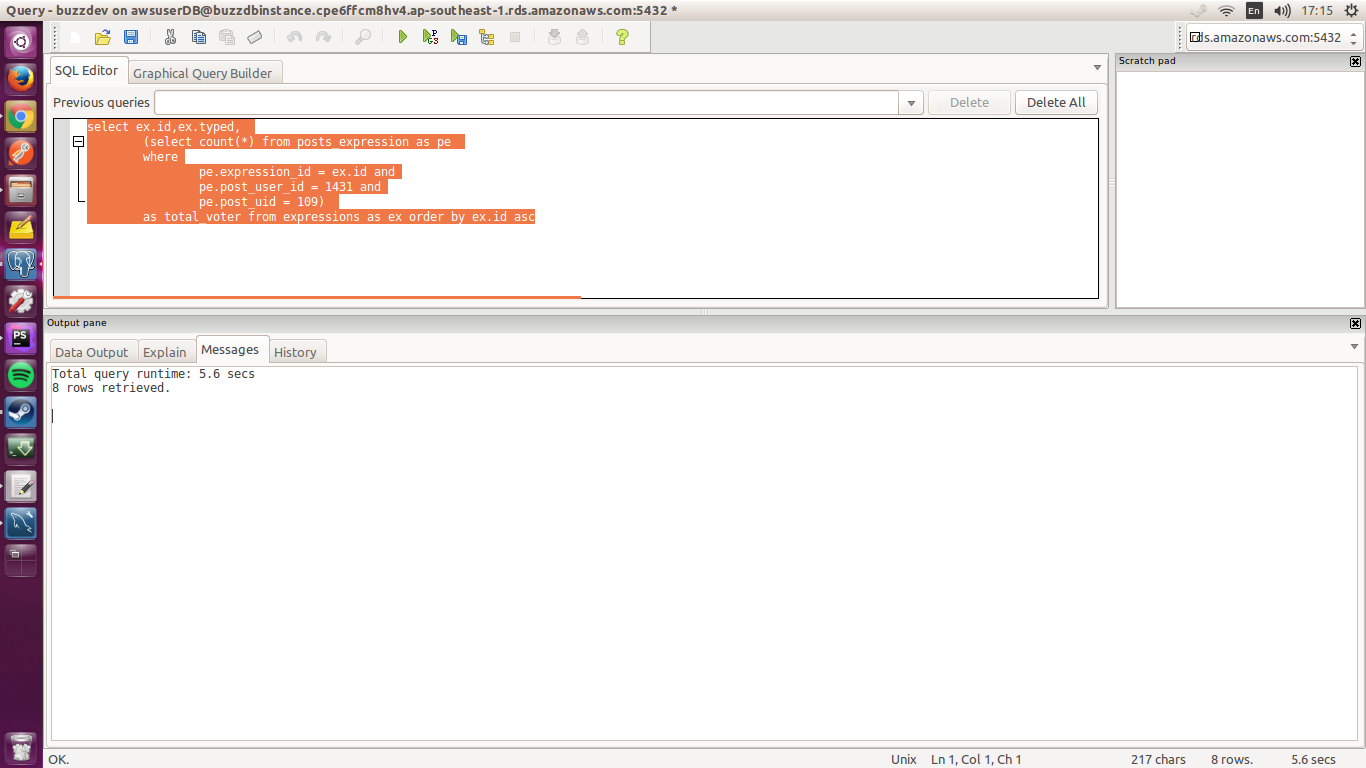 Query - buzzdev on awsuserDB@buzzdbinstance.cpe6ffcm8hv4.ap-southeast-1.rds.amazonaws.com:5432 *
En
17:15
rds.amazonaws.com:5432
SQL Editor
Graphical Query Builder
Scratch pad
Previous queries
Delete
Delete All
select ex.id,ex.typed,
(select count(*) from posts_expression as pe
where
pe.expression_id = ex.id and
pe.post_user_id = 1431 and
pe.post_uid = 109)
as total_voter from expressions as ex order by ex.id asc
Output pane
Data Output
Explain
Messages
History
Total query runtime: 5.6 secs
8 rows retrieved.
PS
OK.
Unix
Ln 1, Col 1, Ch 1
217 chars
8 rows.
5.6 secs